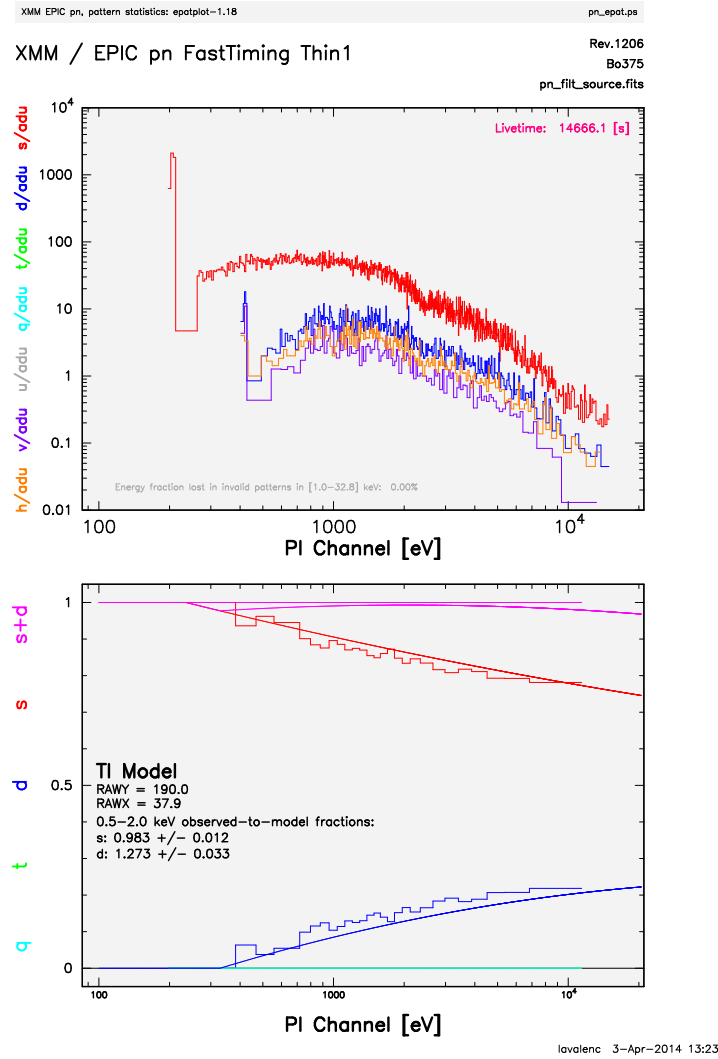 XMM EPIC pn, pattern statistics: epatplot-1.18 pn_epat.ps
XMM / EPIC pn FastTiming Thin1
Rev.1206
Bo375
pn_filt_source.fits
h/adu v/adu u/adu q/adu t/adu d/adu s/adu
Livetime: 14666.1 [s]
10⁴
1000
100
10
1
0.1
0.01
Energy fraction lost in invalid patterns in [1.0-32.8] keV: 0.00%
100 1000 10⁴
PI Channel [eV]
q t d s s+d
1
0.5
0
TI Model
RAWY = 190.0
RAWX = 37.9
0.5-2.0 keV observed-to-model fractions:
s: 0.983 +/- 0.012
d: 1.273 +/- 0.033
100 1000 10⁴
PI Channel [eV]
lavalenc 3-Apr-2014 13:23